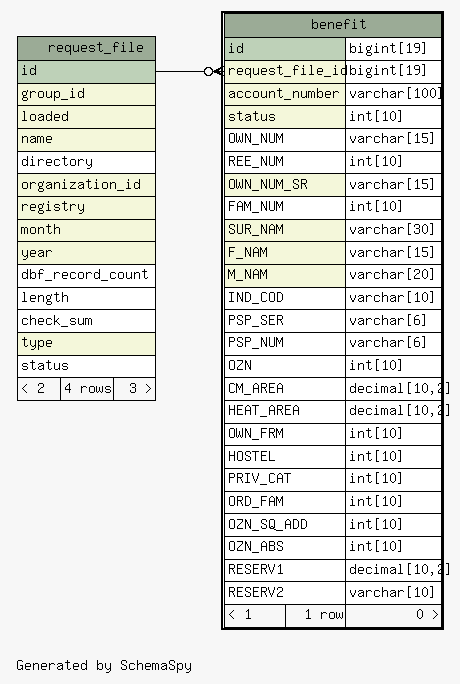 request_file
id
group_id
loaded
name
directory
organization_id
registry
month
year
dbf_record_count
length
check_sum
type
status
< 2 4 rows 3 >
benefit
id bigint[19]
request_file_id bigint[19]
account_number varchar[100]
status int[10]
OWN_NUM varchar[15]
REE_NUM int[10]
OWN_NUM_SR varchar[15]
FAM_NUM int[10]
SUR_NAM varchar[30]
F_NAM varchar[15]
M_NAM varchar[20]
IND_COD varchar[10]
PSP_SER varchar[6]
PSP_NUM varchar[6]
OZN int[10]
CM_AREA decimal[10,2]
HEAT_AREA decimal[10,2]
OWN_FRM int[10]
HOSTEL int[10]
PRIV_CAT int[10]
ORD_FAM int[10]
OZN_SQ_ADD int[10]
OZN_ABS int[10]
RESERV1 decimal[10,2]
RESERV2 varchar[10]
< 1 1 row 0 >
Generated by SchemaSpy